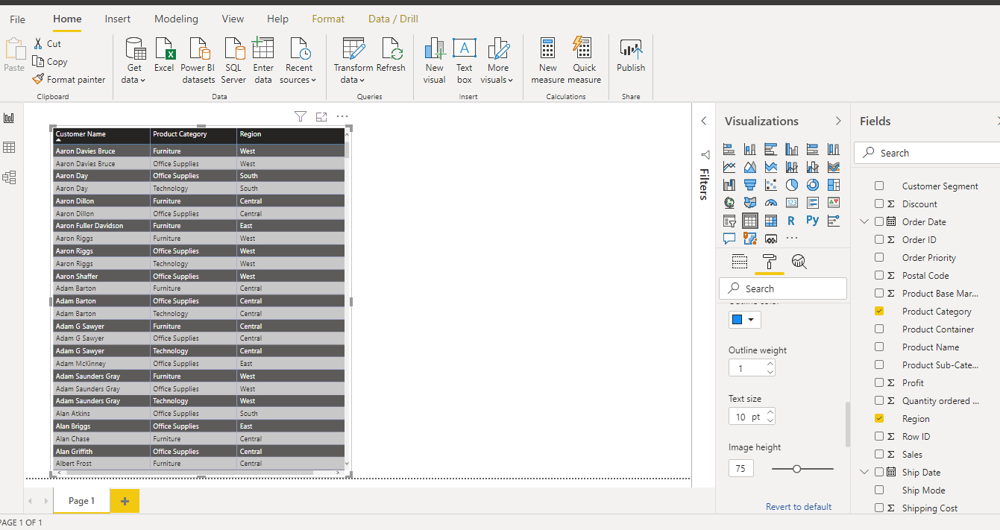 File Home Insert Modeling View Help Format Data / Drill
Paste
Cut
Copy
Format painter
Clipboard
Get data
Excel
Power BI datasets
SQL Server
Enter data
Recent sources
Data
Transform data
Refresh
Queries
New visual
Text box
More visuals
Insert
New measure
Quick measure
Calculations
Publish
Share
Customer Name Product Category Region
Aaron Davies Bruce Furniture West
Aaron Davies Bruce Office Supplies West
Aaron Day Office Supplies South
Aaron Day Technology South
Aaron Dillon Furniture Central
Aaron Dillon Office Supplies Central
Aaron Fuller Davidson Furniture East
Aaron Riggs Furniture West
Aaron Riggs Office Supplies West
Aaron Riggs Technology West
Aaron Shaffer Office Supplies West
Adam Barton Furniture Central
Adam Barton Office Supplies Central
Adam Barton Technology Central
Adam G Sawyer Furniture Central
Adam G Sawyer Office Supplies Central
Adam G Sawyer Technology Central
Adam McKinney Office Supplies East
Adam Saunders Gray Furniture West
Adam Saunders Gray Office Supplies West
Adam Saunders Gray Technology West
Alan Atkins Office Supplies South
Alan Briggs Office Supplies East
Alan Chase Furniture Central
Alan Griffith Office Supplies Central
Albert Frost Furniture Central
Page 1
PAGE 1 OF 1
Filters
Visualizations
123
R Py
Search
Outline color
Outline weight
1
Text size
10 pt
Image height
75
Revert to default
Fields
Search
Customer Segment
Σ Discount
Order Date
Σ Order ID
Order Priority
Σ Postal Code
Σ Product Base Mar...
Product Category
Product Container
Product Name
Product Sub-Cate...
Σ Profit
Σ Quantity ordered ...
Region
Σ Row ID
Σ Sales
Ship Date
Ship Mode
Σ Shipping Cost